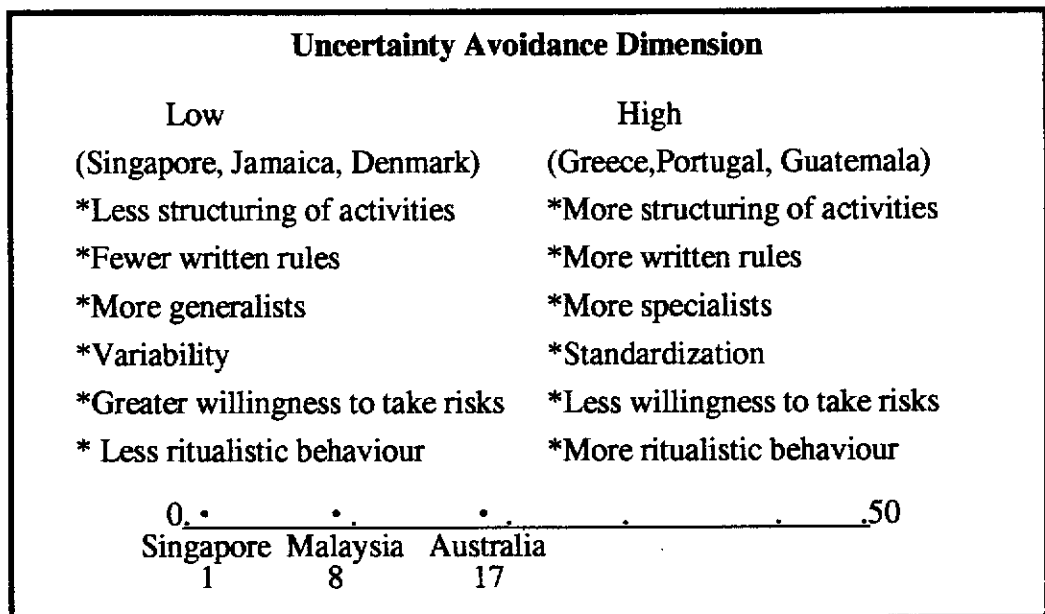 Uncertainty Avoidance Dimension
Low High
(Singapore, Jamaica, Denmark) (Greece,Portugal, Guatemala)
*Less structuring of activities *More structuring of activities
*Fewer written rules *More written rules
*More generalists *More specialists
*Variability *Standardization
*Greater willingness to take risks *Less willingness to take risks
* Less ritualistic behaviour *More ritualistic behaviour
0. .50
Singapore Malaysia Australia
1 8 17